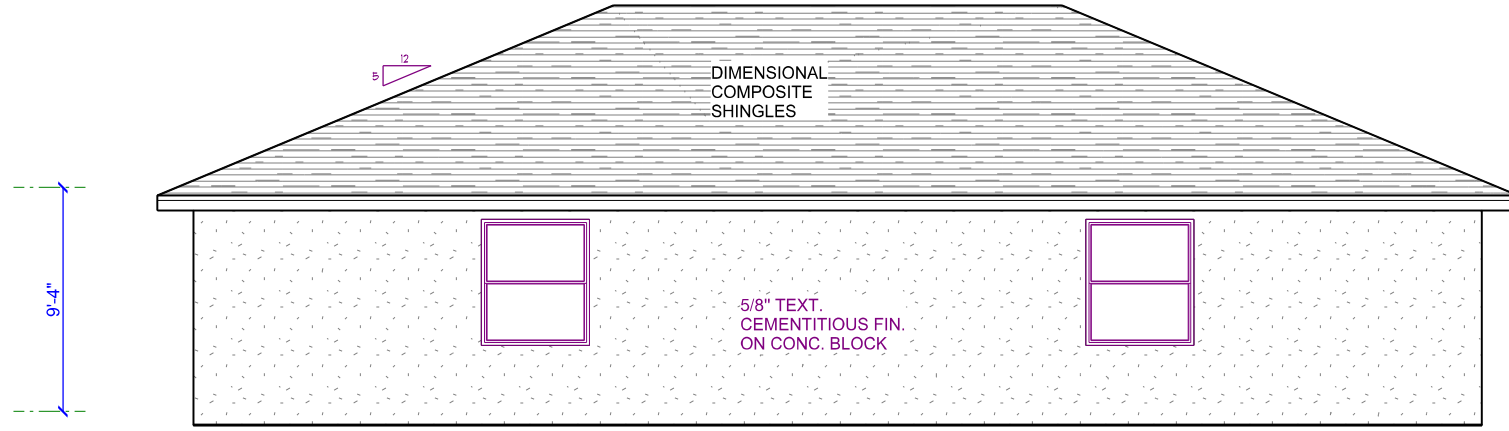 12
5
DIMENSIONAL
COMPOSITE
SHINGLES
9'-4"
5/8" TEXT.
CEMENTITIOUS FIN.
ON CONC. BLOCK